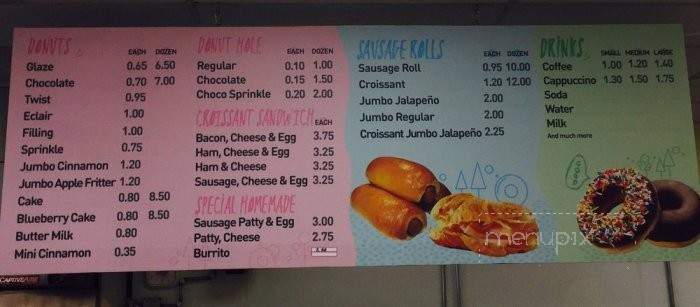 DONUTS EACH DOZEN
Glaze 0.65 6.50
Chocolate 0.70 7.00
Twist 0.95
Eclair 1.00
Filling 1.00
Sprinkle 0.75
Jumbo Cinnamon 1.20
Jumbo Apple Fritter 1.20
Cake 0.80 8.50
Blueberry Cake 0.80 8.50
Butter Milk 0.80
Mini Cinnamon 0.35
DONUT HOLE EACH DOZEN
Regular 0.10 1.00
Chocolate 0.15 1.50
Choco Sprinkle 0.20 2.00
CROISSANT SANDWICH EACH
Bacon, Cheese & Egg 3.75
Ham, Cheese & Egg 3.25
Ham & Cheese 3.25
Sausage, Cheese & Egg 3.25
SPECIAL HOMEMADE
Sausage Patty & Egg 3.00
Patty, Cheese 2.75
Burrito
SAUSAGE ROLLS EACH DOZEN
Sausage Roll 0.95 10.00
Croissant 1.20 12.00
Jumbo Jalapeño 2.00
Jumbo Regular 2.00
Croissant Jumbo Jalapeño 2.25
DRINKS SMALL MEDIUM LARGE
Coffee 1.00 1.20 1.40
Cappuccino 1.30 1.50 1.75
Soda
Water
Milk
And much more
menupix